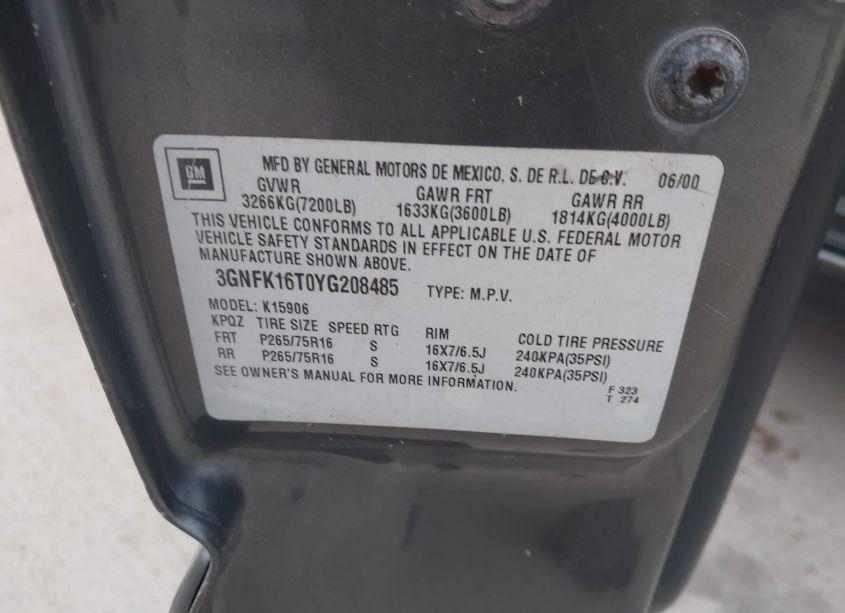 GM
MFD BY GENERAL MOTORS DE MEXICO, S. DE R.L. DE C.V. 06/00
GVWR GAWR FRT GAWR RR
3266KG(7200LB) 1633KG(3600LB) 1814KG(4000LB)
THIS VEHICLE CONFORMS TO ALL APPLICABLE U.S. FEDERAL MOTOR
VEHICLE SAFETY STANDARDS IN EFFECT ON THE DATE OF
MANUFACTURE SHOWN ABOVE.
3GNFK16T0YG208485 TYPE: M.P.V.
MODEL: K15906
KPQZ TIRE SIZE SPEED RTG RIM COLD TIRE PRESSURE
FRT P265/75R16 S 16X7/6.5J 240KPA(35PSI)
RR P265/75R16 S 16X7/6.5J 240KPA(35PSI)
SEE OWNER'S MANUAL FOR MORE INFORMATION.
F 323
T 274